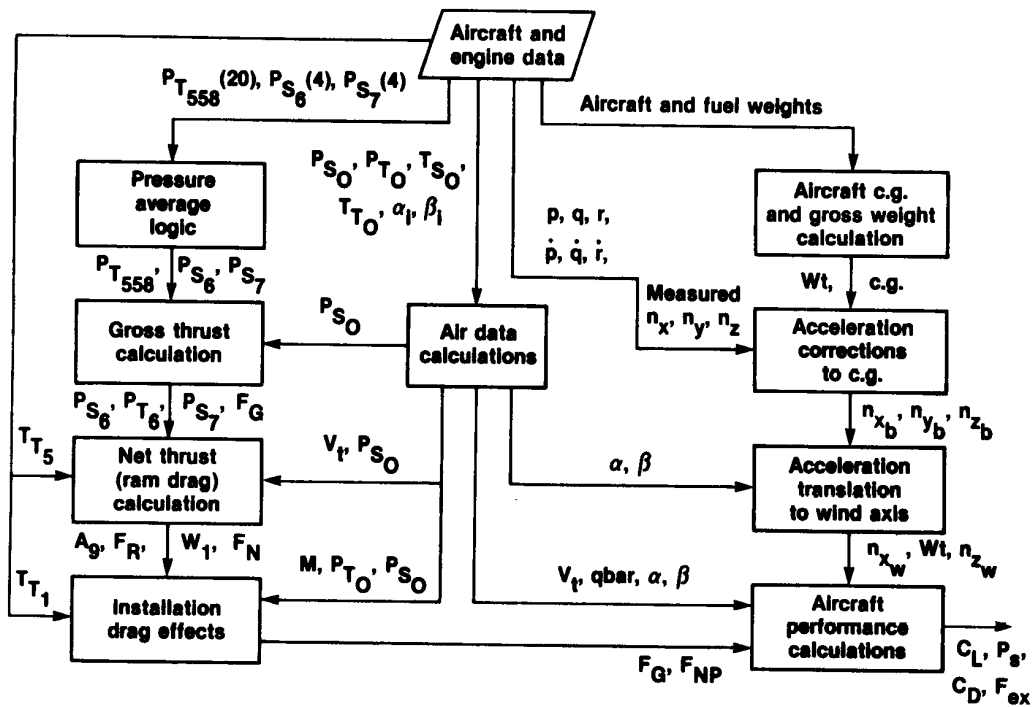 Aircraft and
engine data
P_T558(20), P_S6(4), P_S7(4)
Aircraft and fuel weights
Pressure
average
logic
P_SO, P_TO, T_SO,
T_TO, α_i, β_i
p, q, r,
ṗ, q̇, ṙ,
Aircraft c.g.
and gross weight
calculation
P_T558, P_S6, P_S7
Wt, c.g.
Measured
n_x, n_y, n_z
P_SO
Gross thrust
calculation
Air data
calculations
Acceleration
corrections
to c.g.
P_S6, P_T6, P_S7, F_G
n_xb, n_yb, n_zb
T_T5
Net thrust
(ram drag)
calculation
V_t, P_SO
α, β
Acceleration
translation
to wind axis
A_9, F_R, W_1, F_N
n_xw, Wt, n_zw
T_T1
M, P_TO, P_SO
V_t, qbar, α, β
Installation
drag effects
Aircraft
performance
calculations
F_G, F_NP
C_L, P_s,
C_D, F_ex